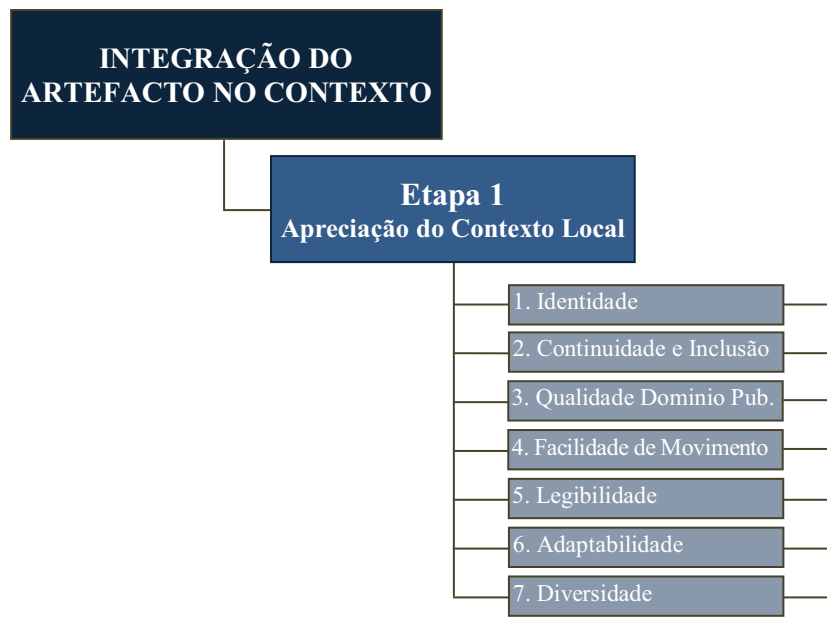 INTEGRAÇÃO DO
ARTEFACTO NO CONTEXTO
Etapa 1
Apreciação do Contexto Local
1. Identidade
2. Continuidade e Inclusão
3. Qualidade Dominio Pub.
4. Facilidade de Movimento
5. Legibilidade
6. Adaptabilidade
7. Diversidade